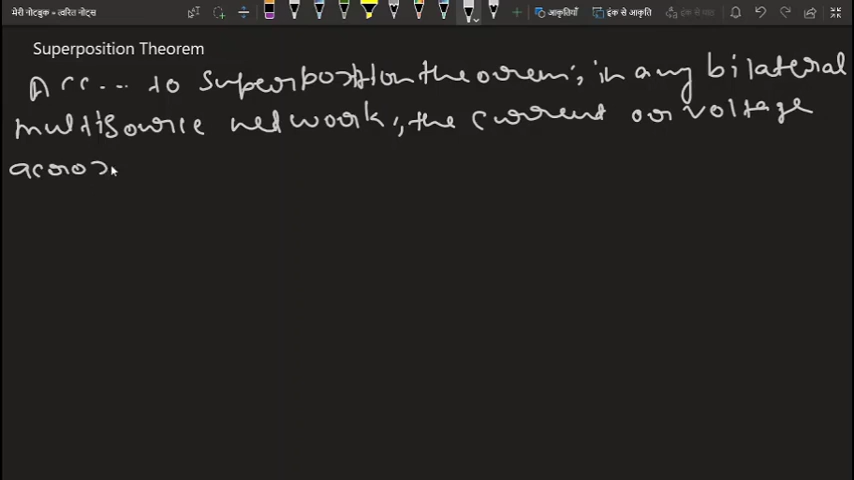 मेरी नोटबुक » त्वरित नोट्स
आकृतियाँ इंक से आकृति इंक से पाठ
Superposition Theorem
Acc... to superposition theorem, in any bilateral
multisource network, the current or voltage
acros